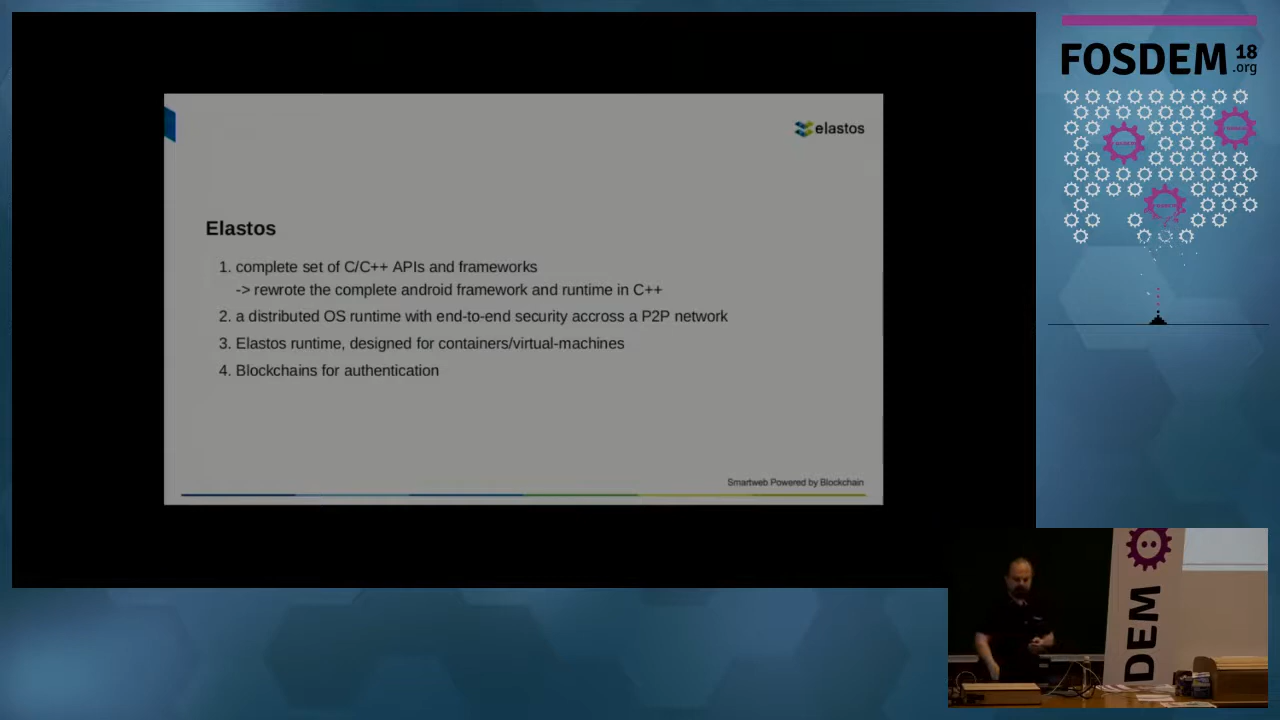 FOSDEM 18
.org
elastos
Elastos
1. complete set of C/C++ APIs and frameworks
-> rewrote the complete android framework and runtime in C++
2. a distributed OS runtime with end-to-end security accross a P2P network
3. Elastos runtime, designed for containers/virtual-machines
4. Blockchains for authentication
Smartweb Powered by Blockchain
DEM